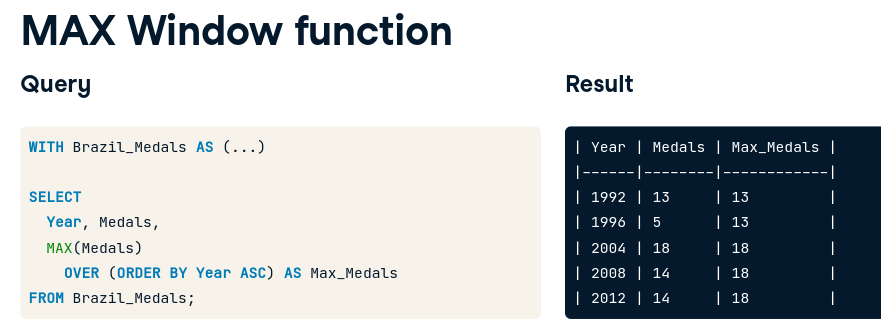 MAX Window function
Query
WITH Brazil_Medals AS (...)
SELECT
  Year, Medals,
  MAX(Medals)
    OVER (ORDER BY Year ASC) AS Max_Medals
FROM Brazil_Medals;
Result
| Year | Medals | Max_Medals |
|------|--------|------------|
| 1992 | 13     | 13         |
| 1996 | 5      | 13         |
| 2004 | 18     | 18         |
| 2008 | 14     | 18         |
| 2012 | 14     | 18         |